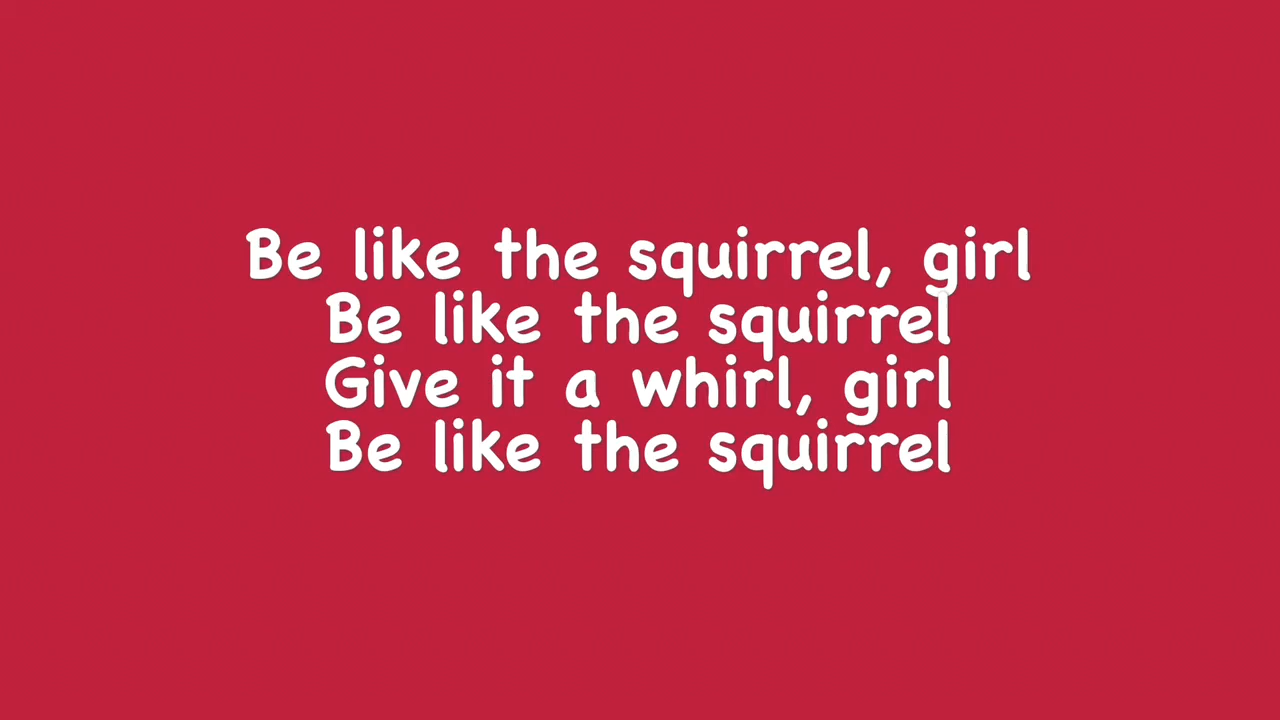 Be like the squirrel, girl
Be like the squirrel
Give it a whirl, girl
Be like the squirrel